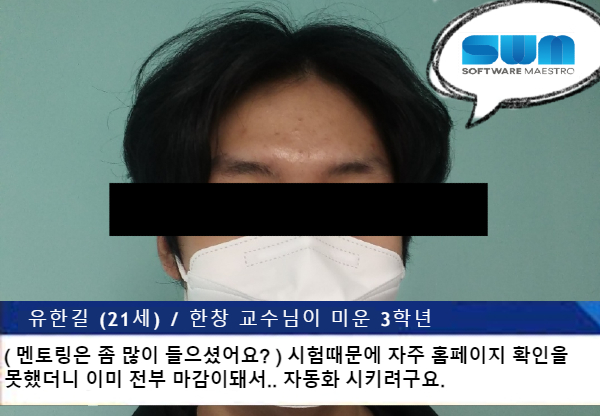 SWM
SOFTWARE MAESTRO
유한길 (21세) / 한창 교수님이 미운 3학년
( 멘토링은 좀 많이 들으셨어요? ) 시험때문에 자주 홈페이지 확인을
못했더니 이미 전부 마감이돼서.. 자동화 시키려구요.